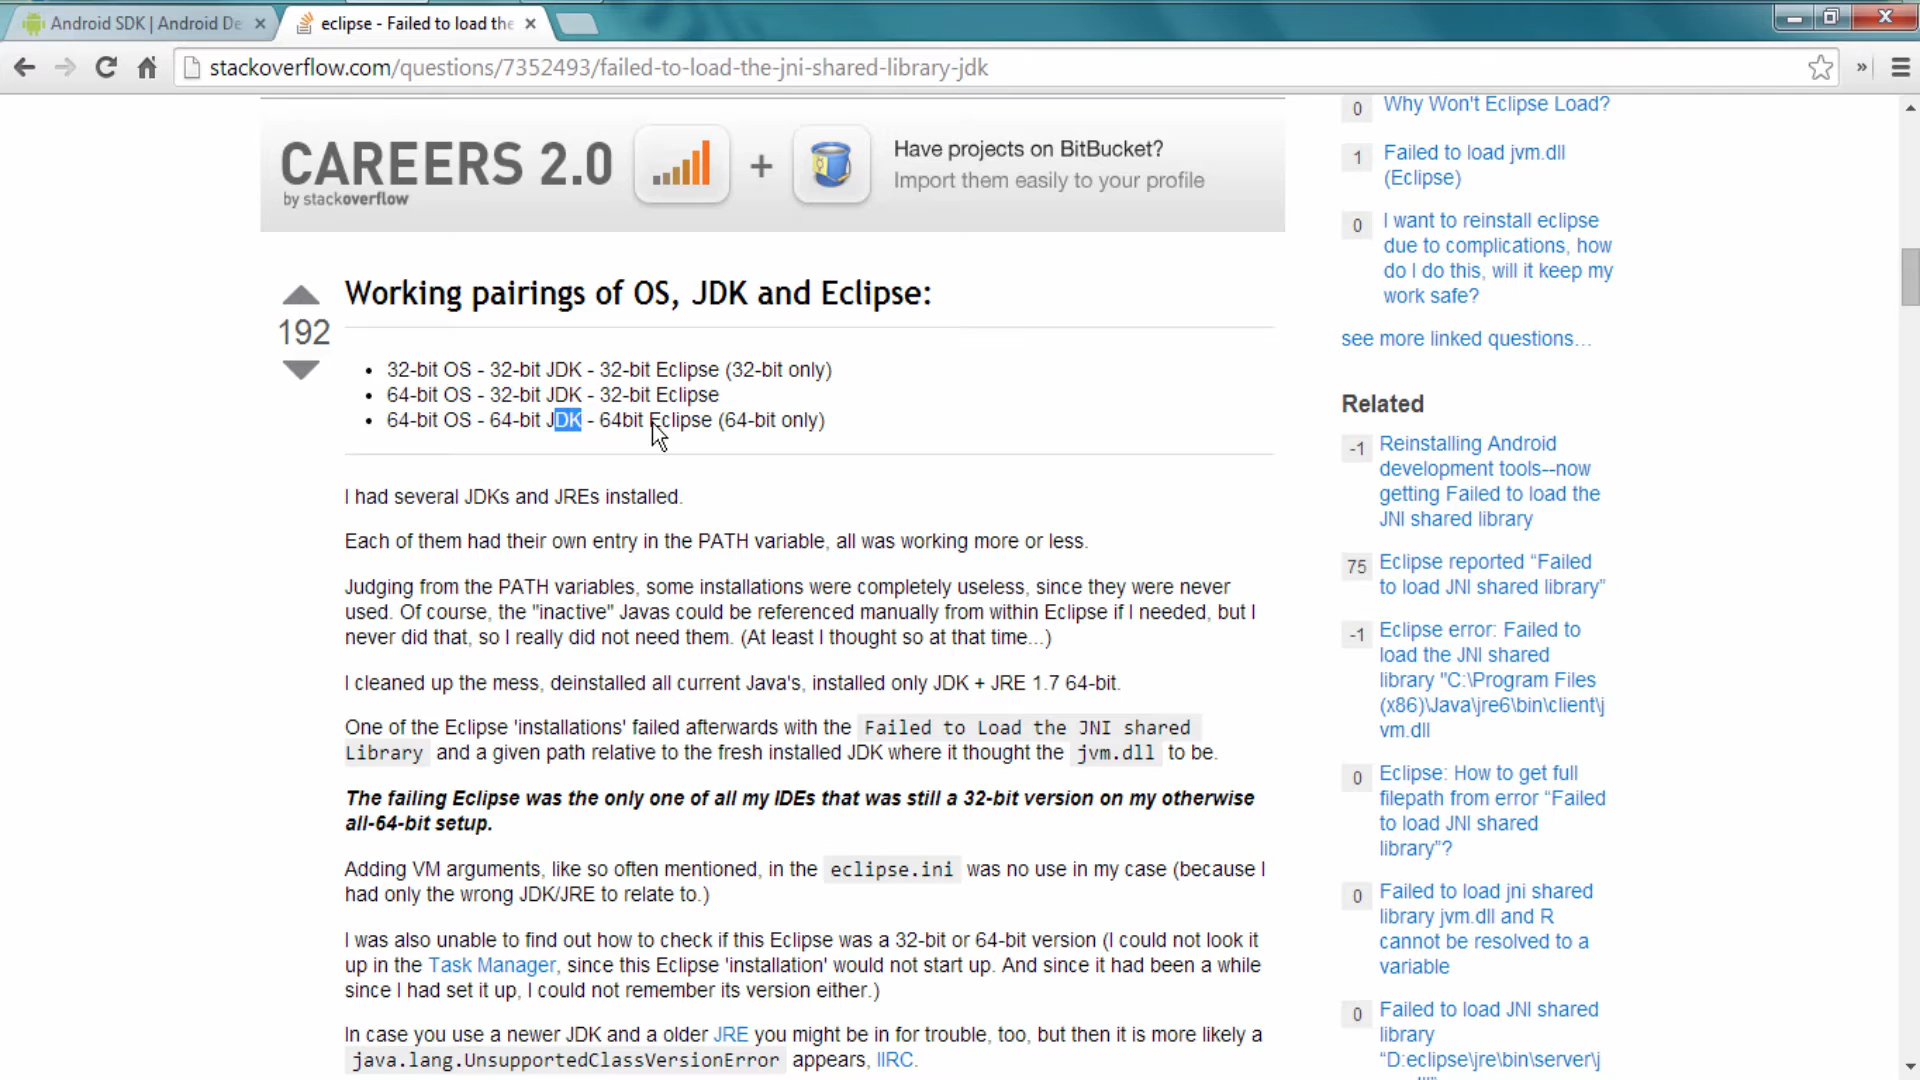 Android SDK | Android De
eclipse - Failed to load the
stackoverflow.com/questions/7352493/failed-to-load-the-jni-shared-library-jdk
CAREERS 2.0
by stackoverflow
+
Have projects on BitBucket?
Import them easily to your profile
192
Working pairings of OS, JDK and Eclipse:
• 32-bit OS - 32-bit JDK - 32-bit Eclipse (32-bit only)
• 64-bit OS - 32-bit JDK - 32-bit Eclipse
• 64-bit OS - 64-bit JDK - 64bit Eclipse (64-bit only)
I had several JDKs and JREs installed.
Each of them had their own entry in the PATH variable, all was working more or less.
Judging from the PATH variables, some installations were completely useless, since they were never
used. Of course, the "inactive" Javas could be referenced manually from within Eclipse if I needed, but I
never did that, so I really did not need them. (At least I thought so at that time...)
I cleaned up the mess, deinstalled all current Java's, installed only JDK + JRE 1.7 64-bit.
One of the Eclipse 'installations' failed afterwards with the Failed to Load the JNI shared
Library and a given path relative to the fresh installed JDK where it thought the jvm.dll to be.
The failing Eclipse was the only one of all my IDEs that was still a 32-bit version on my otherwise
all-64-bit setup.
Adding VM arguments, like so often mentioned, in the eclipse.ini was no use in my case (because I
had only the wrong JDK/JRE to relate to.)
I was also unable to find out how to check if this Eclipse was a 32-bit or 64-bit version (I could not look it
up in the Task Manager, since this Eclipse 'installation' would not start up. And since it had been a while
since I had set it up, I could not remember its version either.)
In case you use a newer JDK and a older JRE you might be in for trouble, too, but then it is more likely a
java.lang.UnsupportedClassVersionError appears, IIRC.
0 Why Won't Eclipse Load?
1 Failed to load jvm.dll
(Eclipse)
0 I want to reinstall eclipse
due to complications, how
do I do this, will it keep my
work safe?
see more linked questions…
Related
-1 Reinstalling Android
development tools--now
getting Failed to load the
JNI shared library
75 Eclipse reported “Failed
to load JNI shared library”
-1 Eclipse error: Failed to
load the JNI shared
library "C:\Program Files
(x86)\Java\jre6\bin\client\j
vm.dll
0 Eclipse: How to get full
filepath from error “Failed
to load JNI shared
library”?
0 Failed to load jni shared
library jvm.dll and R
cannot be resolved to a
variable
0 Failed to load JNI shared
library
“D:eclipse\jre\bin\server\j